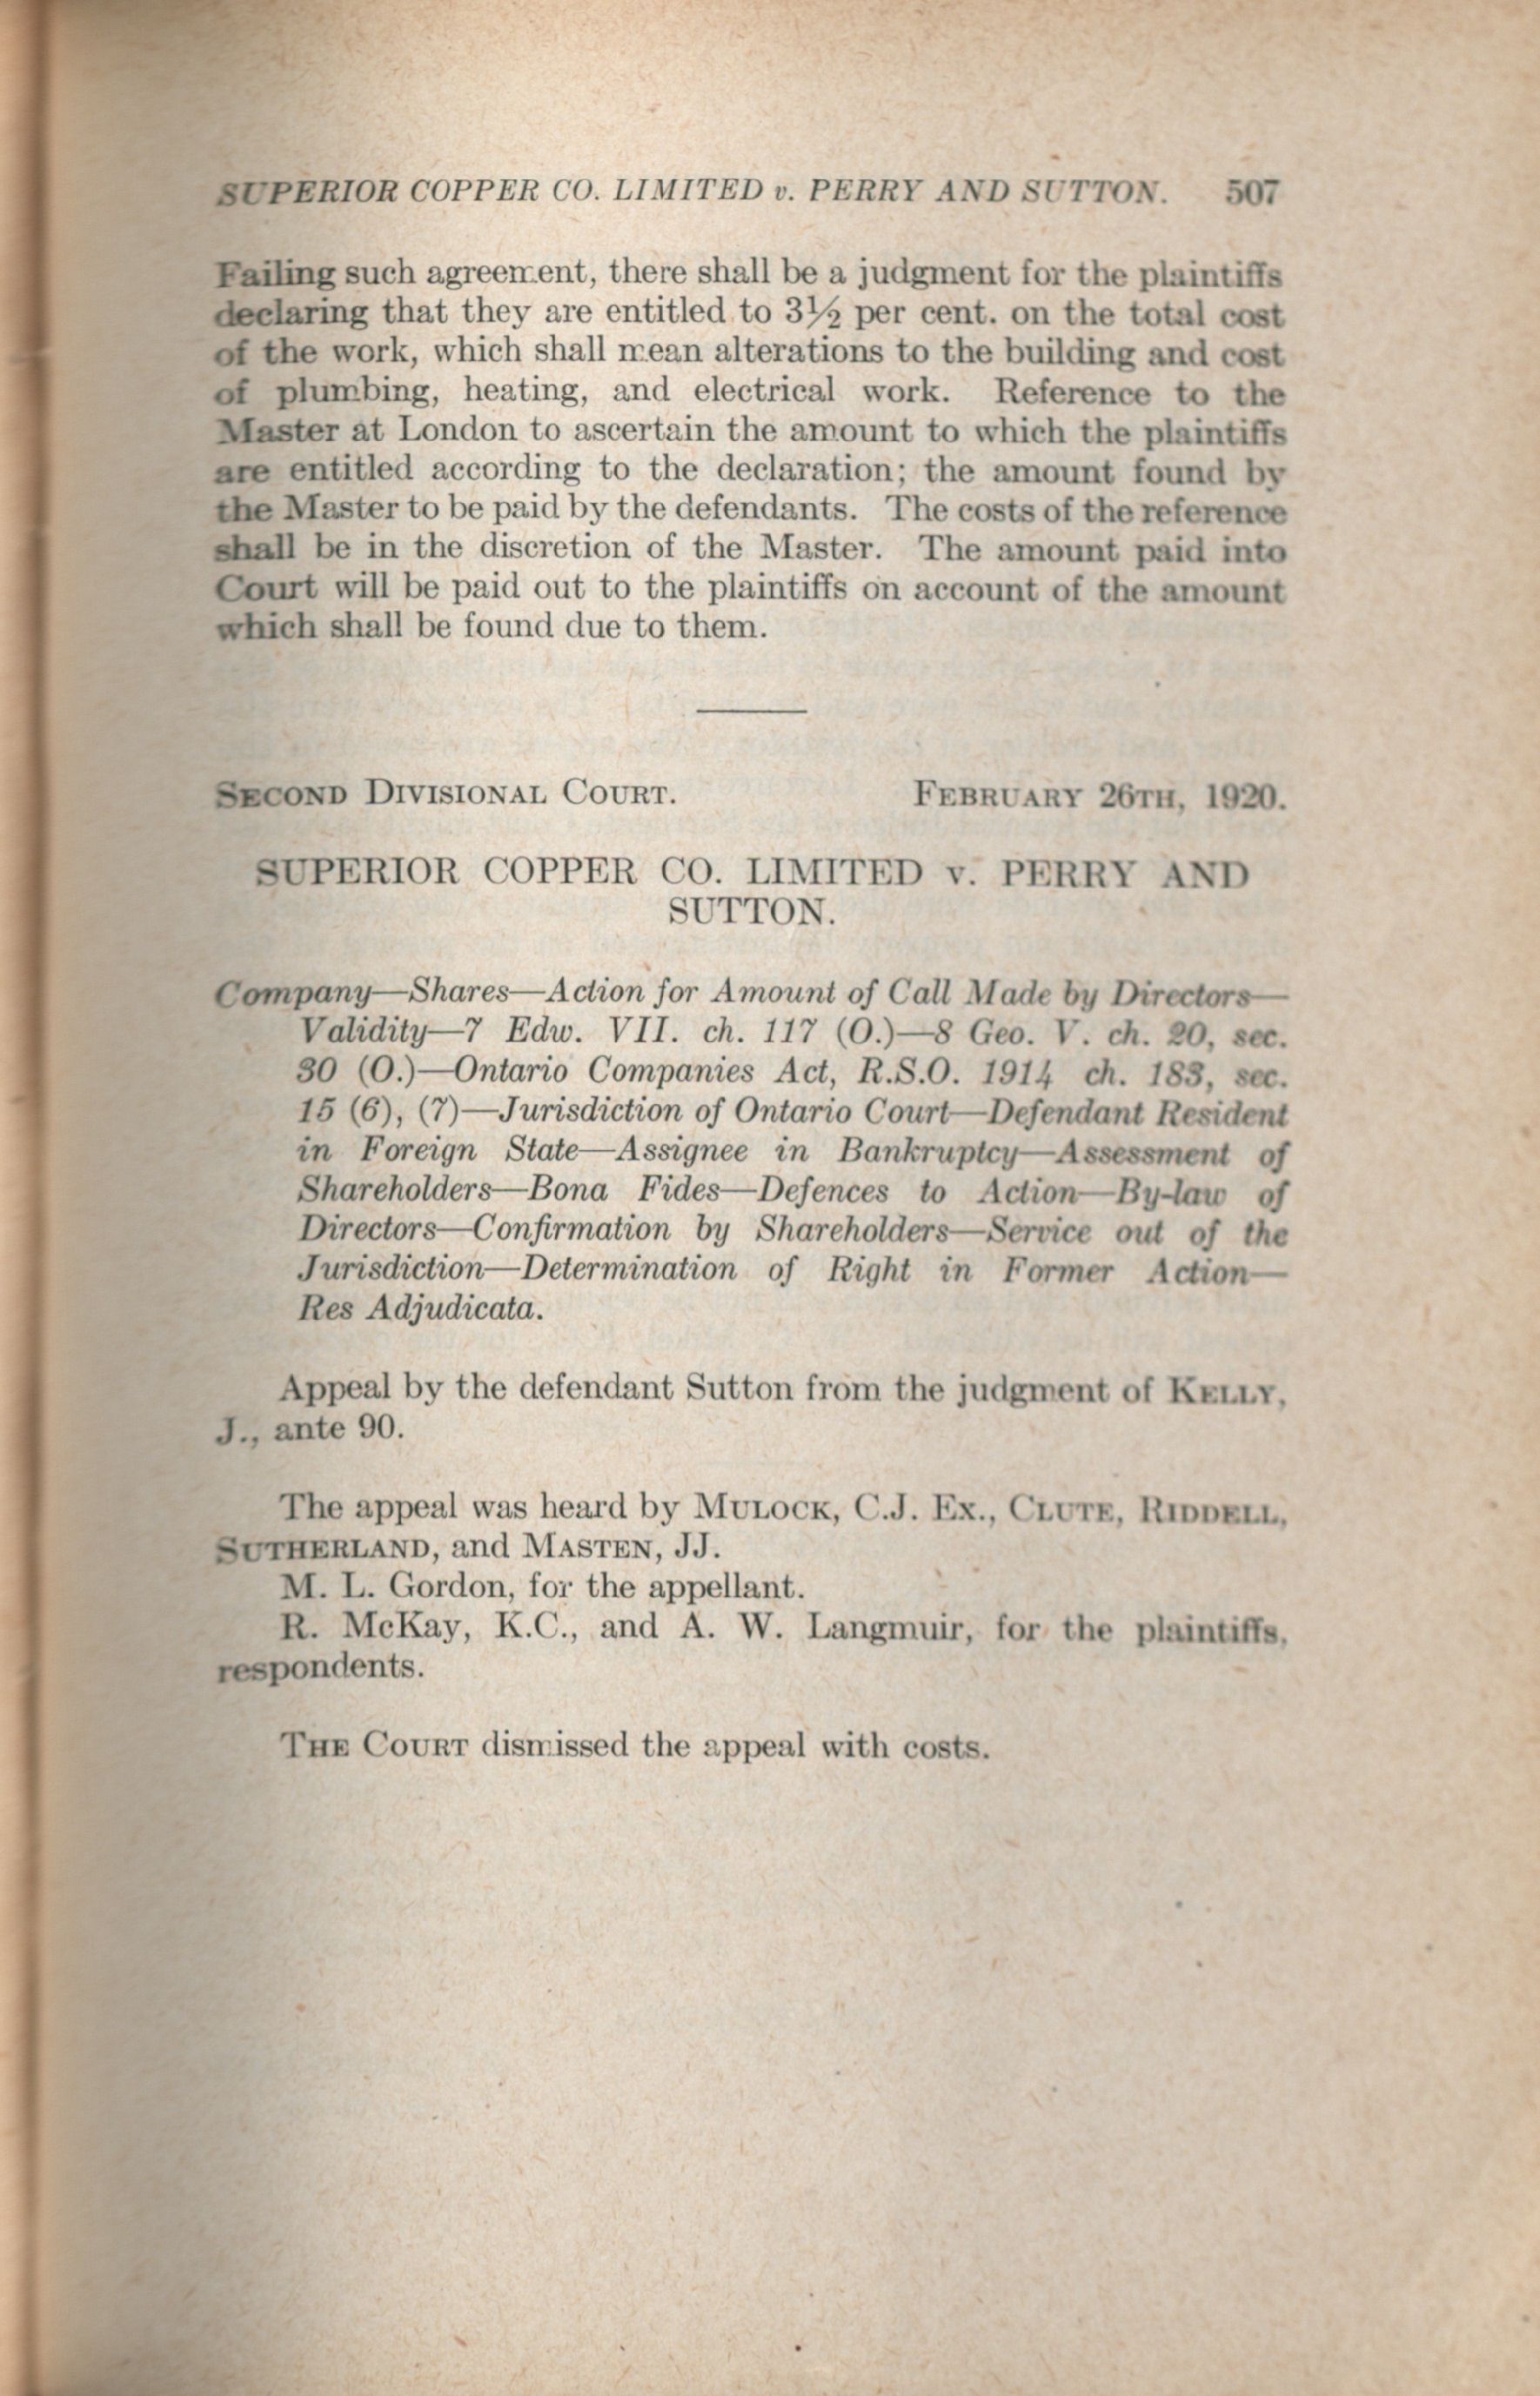 SUPERIOR COPPER CO. LIMITED v. PERRY AND SUTTON. 507
Failing such agreement, there shall be a judgment for the plaintiffs
declaring that they are entitled to 3½ per cent. on the total cost
of the work, which shall mean alterations to the building and cost
of plumbing, heating, and electrical work. Reference to the
Master at London to ascertain the amount to which the plaintiffs
are entitled according to the declaration; the amount found by
the Master to be paid by the defendants. The costs of the reference
shall be in the discretion of the Master. The amount paid into
Court will be paid out to the plaintiffs on account of the amount
which shall be found due to them.
SECOND DIVISIONAL COURT. FEBRUARY 26TH, 1920.
SUPERIOR COPPER CO. LIMITED v. PERRY AND
SUTTON.
Company—Shares—Action for Amount of Call Made by Directors—
Validity—7 Edw. VII. ch. 117 (O.)—8 Geo. V. ch. 20, sec.
30 (O.)—Ontario Companies Act, R.S.O. 1914 ch. 183, sec.
15 (6), (7)—Jurisdiction of Ontario Court—Defendant Resident
in Foreign State—Assignee in Bankruptcy—Assessment of
Shareholders—Bona Fides—Defences to Action—By-law of
Directors—Confirmation by Shareholders—Service out of the
Jurisdiction—Determination of Right in Former Action—
Res Adjudicata.
Appeal by the defendant Sutton from the judgment of KELLY,
J., ante 90.
The appeal was heard by MULOCK, C.J. Ex., CLUTE, RIDDELL,
SUTHERLAND, and MASTEN, JJ.
M. L. Gordon, for the appellant.
R. McKay, K.C., and A. W. Langmuir, for the plaintiffs,
respondents.
THE COURT dismissed the appeal with costs.